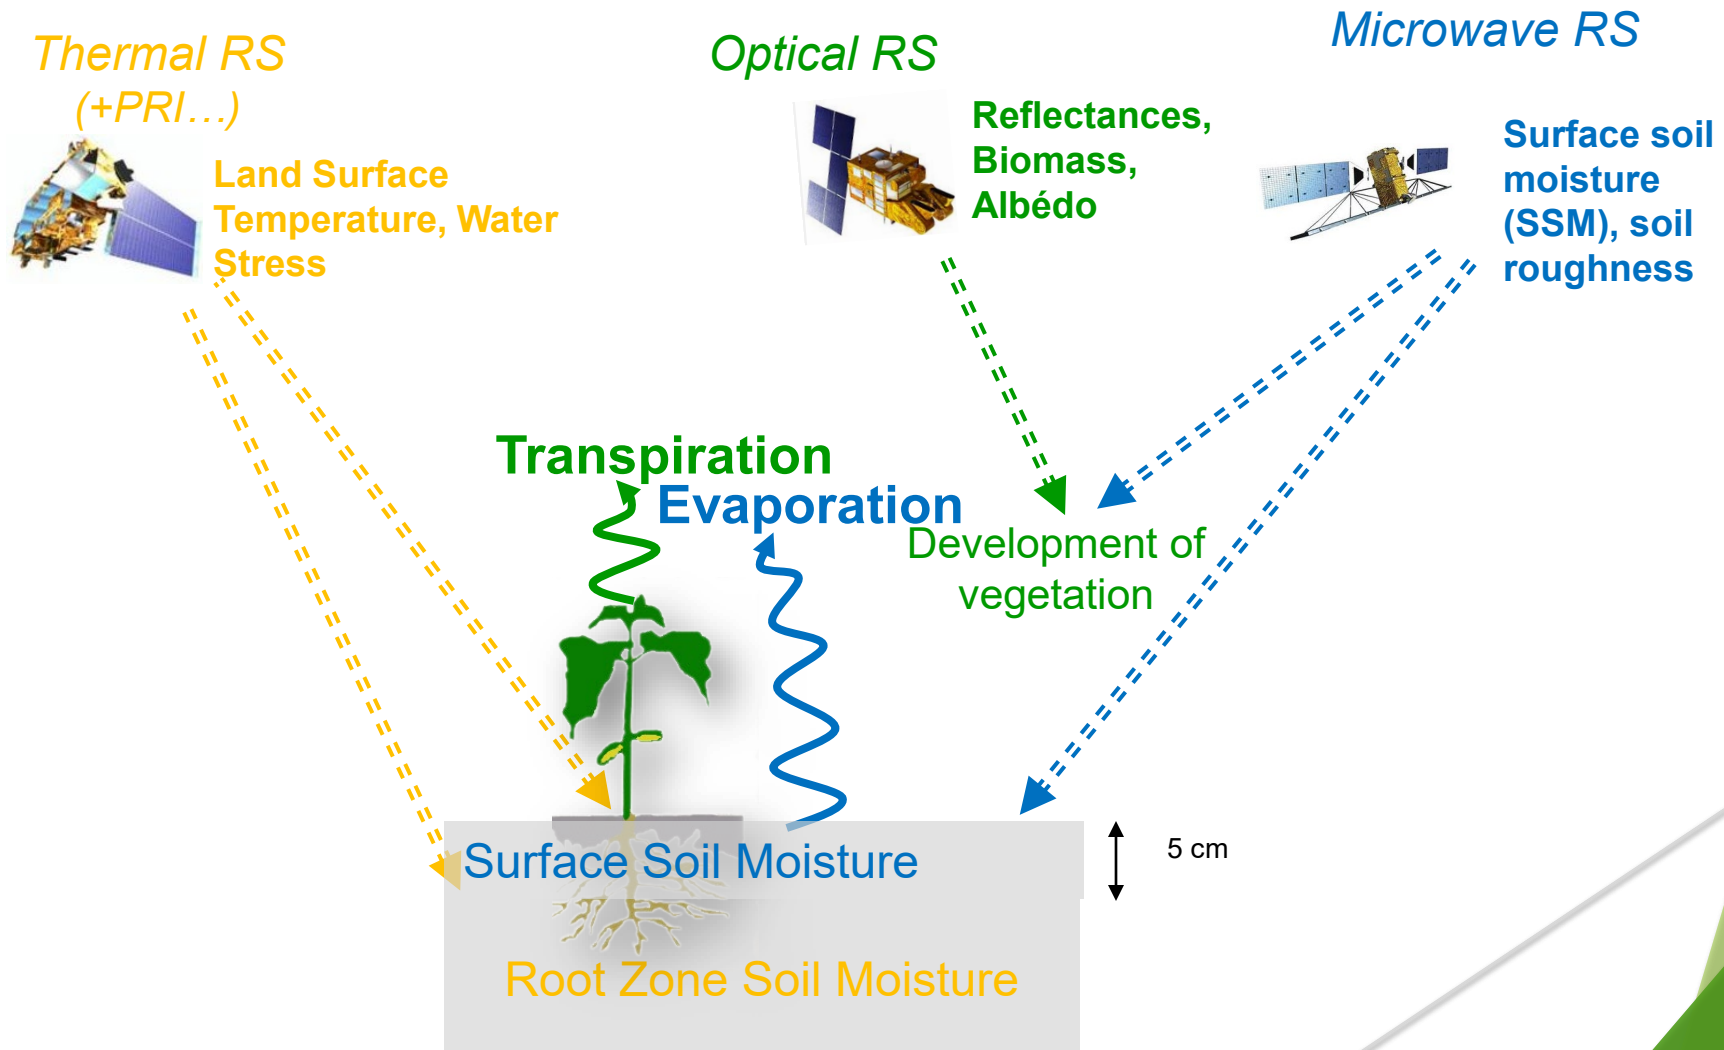 Thermal RS
(+PRI…)
Land Surface
Temperature, Water
Stress
Optical RS
Reflectances,
Biomass,
Albédo
Microwave RS
Surface soil
moisture
(SSM), soil
roughness
Transpiration
Evaporation
Development of
vegetation
Surface Soil Moisture
5 cm
Root Zone Soil Moisture